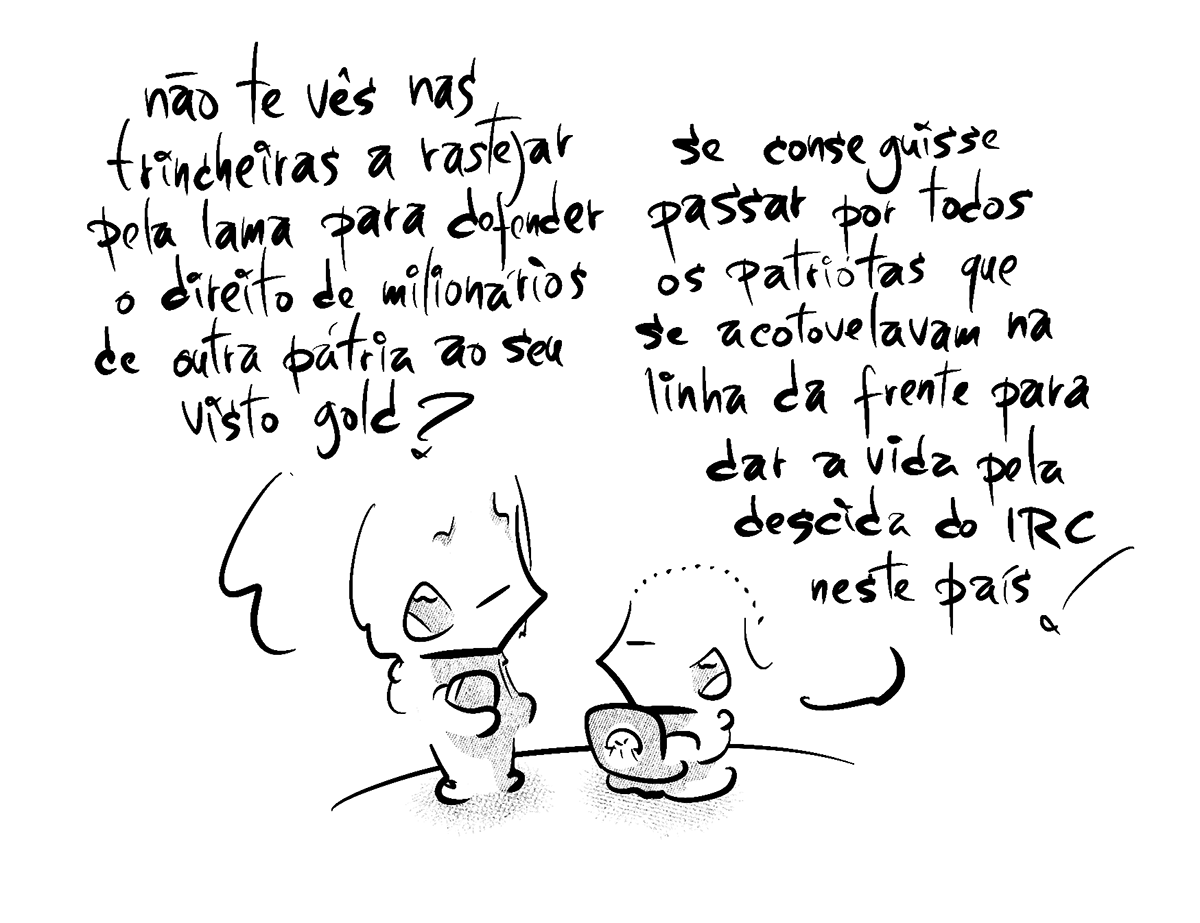 não te vês nas
trincheiras a rastejar
pela lama para defender
o direito de milionários
de outra pátria ao seu
visto gold?
se conseguisse
passar por todos
os patriotas que
se acotovelavam na
linha da frente para
dar a vida pela
descida do IRC
neste país!